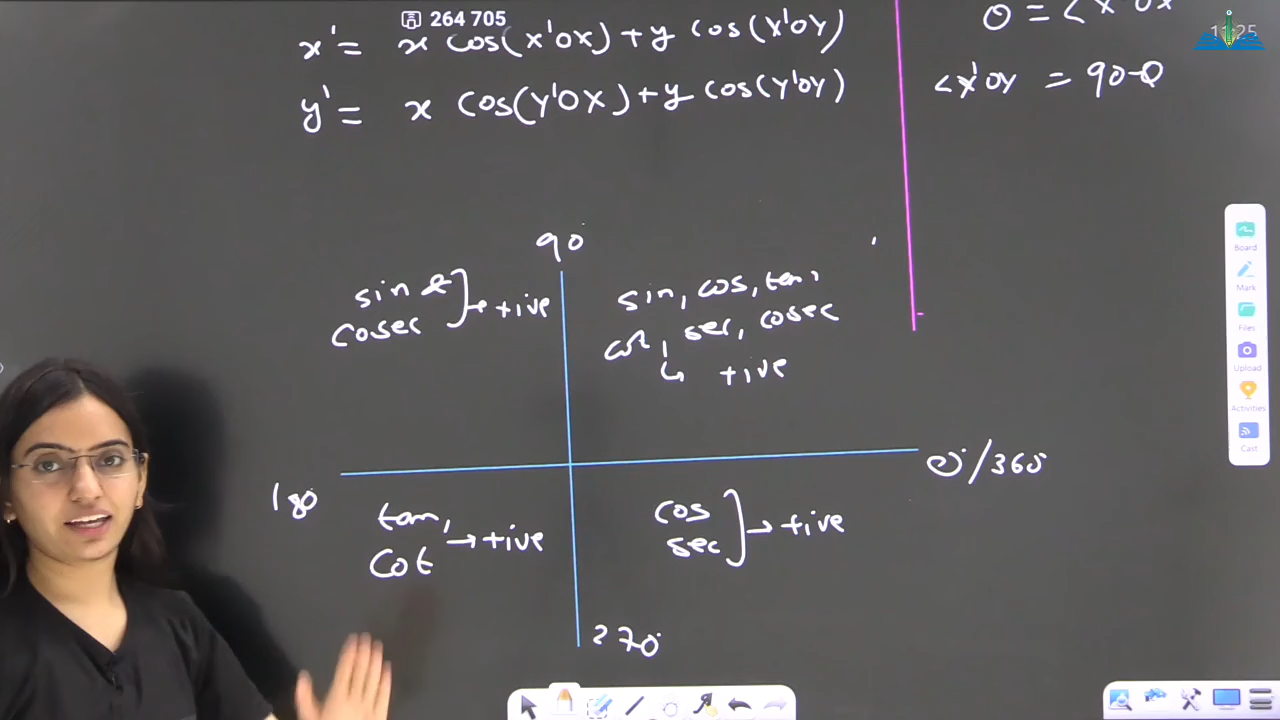 264 705
x' = x cos(x'ox) + y cos(x'oy)
y' = x cos(y'ox) + y cos(y'oy)
θ = <x'ox
11:25
<x'oy = 90-θ
90°
sin &
cosec → +ive
sin, cos, tan,
cot, sec, cosec
↳ +ive
0°/360°
180
tan,
cot → +ive
cos
sec → +ive
270°
Board
Mark
Files
Upload
Activities
Cast